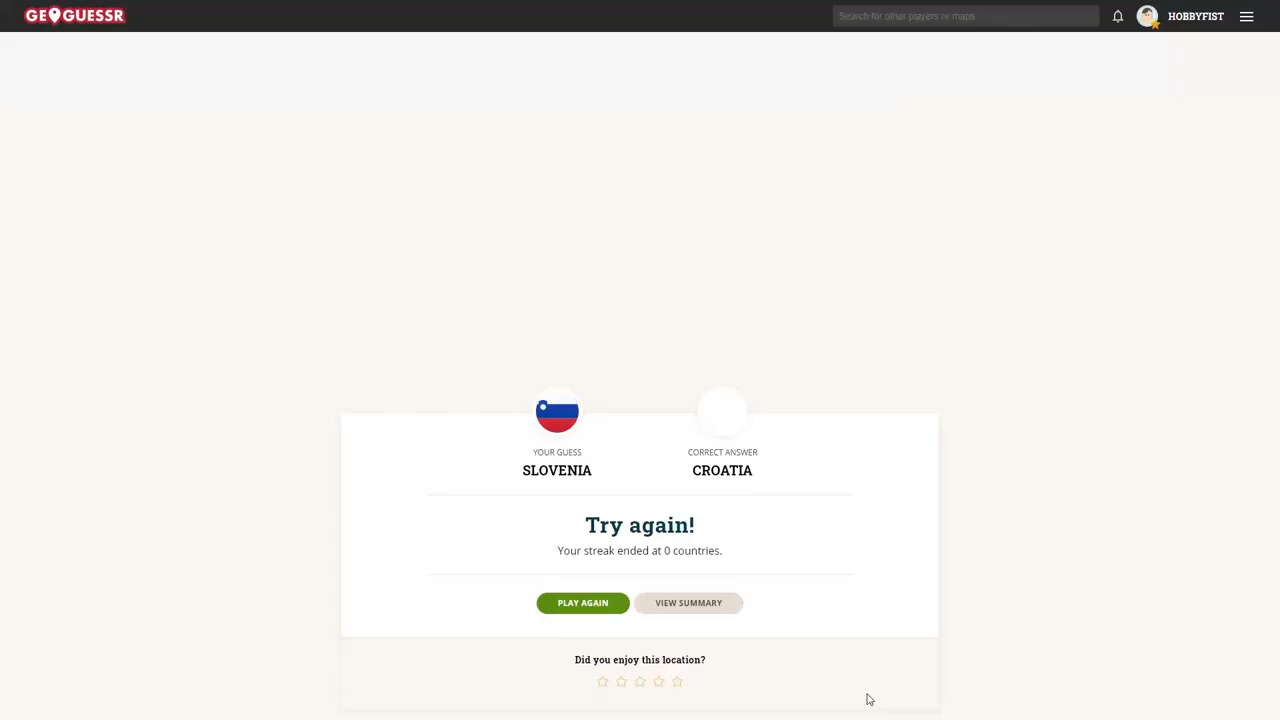 GEOGUESSR
Search for other players or maps
HOBBYFIST
YOUR GUESS
SLOVENIA
CORRECT ANSWER
CROATIA
Try again!
Your streak ended at 0 countries.
PLAY AGAIN
VIEW SUMMARY
Did you enjoy this location?